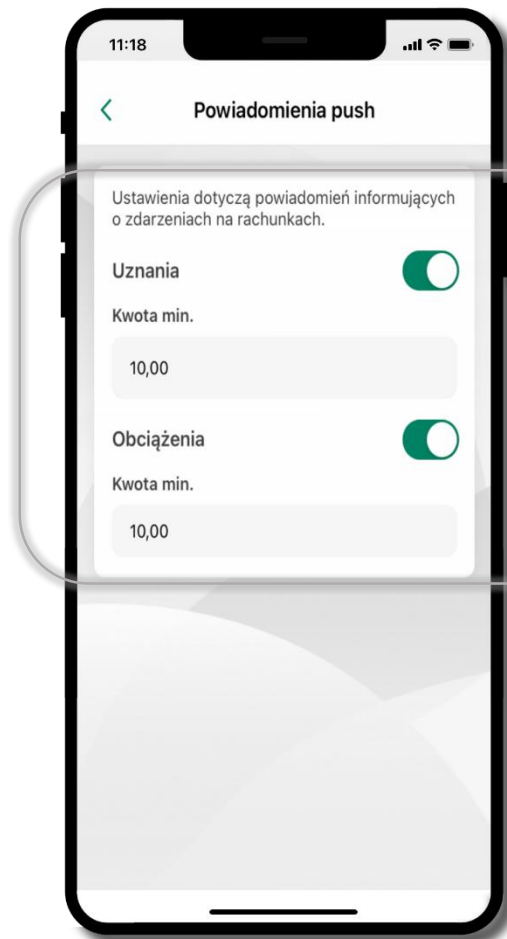 11:18
Powiadomienia push
Ustawienia dotyczą powiadomień informujących
o zdarzeniach na rachunkach.
Uznania
Kwota min.
10,00
Obciążenia
Kwota min.
10,00